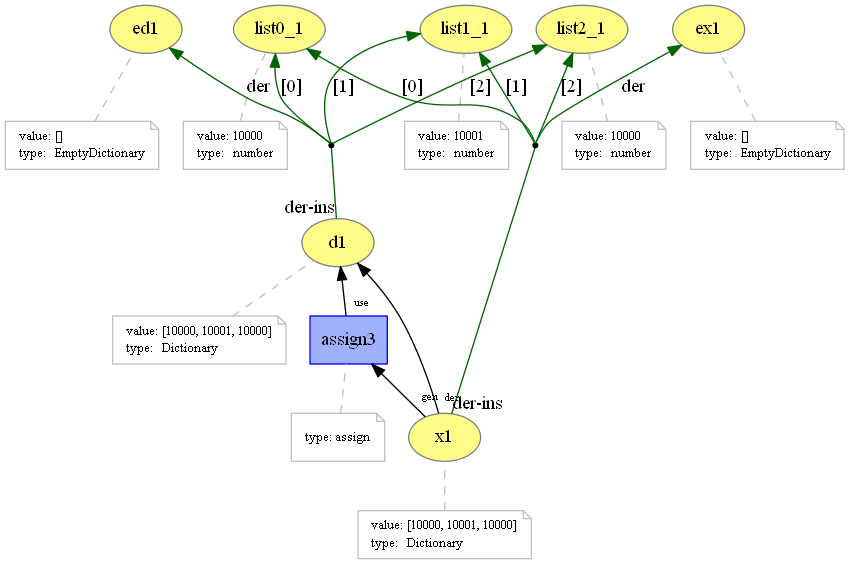 ed1
list0_1
list1_1
list2_1
ex1
der
[0]
[1]
[0]
[2]
[1]
[2]
der
value: []
type: EmptyDictionary
value: 10000
type: number
value: 10001
type: number
value: 10000
type: number
value: []
type: EmptyDictionary
der-ins
d1
use
value: [10000, 10001, 10000]
type: Dictionary
assign3
gen
der
der-ins
type: assign
x1
value: [10000, 10001, 10000]
type: Dictionary